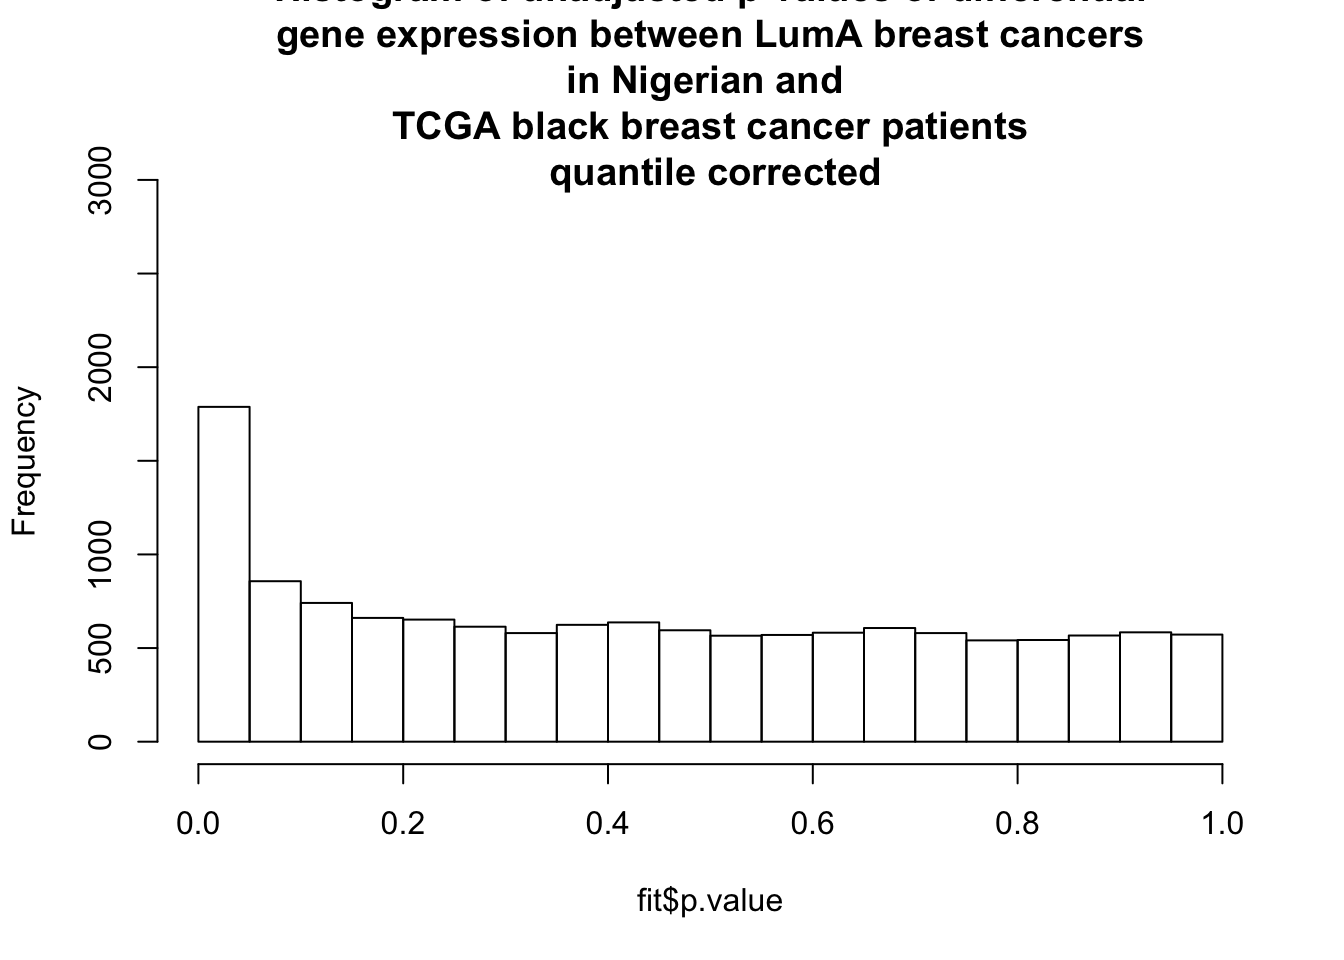 Histogram of unadjusted p-values of differential
gene expression between LumA breast cancers
in Nigerian and
TCGA black breast cancer patients
quantile corrected
3000
2000
1000
500
0
Frequency
0.0 0.2 0.4 0.6 0.8 1.0
fit$p.value